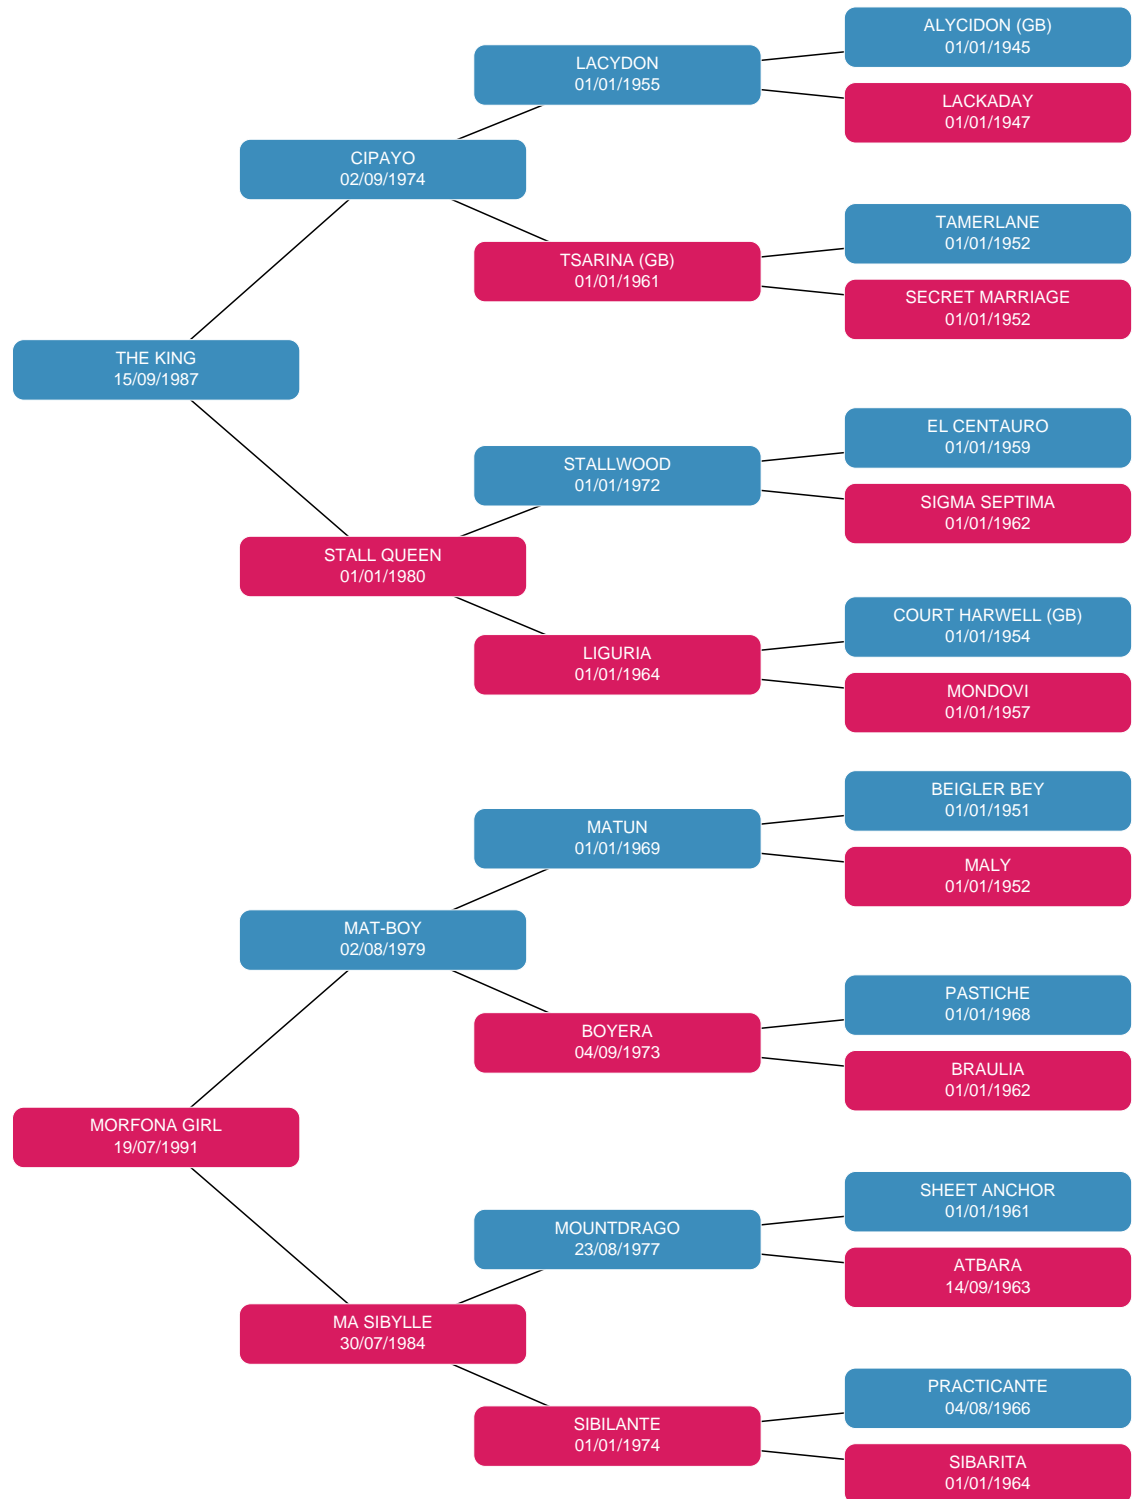 ALYCIDON (GB)
01/01/1945
LACYDON
01/01/1955
LACKADAY
01/01/1947
CIPAYO
02/09/1974
TAMERLANE
01/01/1952
TSARINA (GB)
01/01/1961
SECRET MARRIAGE
01/01/1952
THE KING
15/09/1987
EL CENTAURO
01/01/1959
STALLWOOD
01/01/1972
SIGMA SEPTIMA
01/01/1962
STALL QUEEN
01/01/1980
COURT HARWELL (GB)
01/01/1954
LIGURIA
01/01/1964
MONDOVI
01/01/1957
BEIGLER BEY
01/01/1951
MATUN
01/01/1969
MALY
01/01/1952
MAT-BOY
02/08/1979
PASTICHE
01/01/1968
BOYERA
04/09/1973
BRAULIA
01/01/1962
MORFONA GIRL
19/07/1991
SHEET ANCHOR
01/01/1961
MOUNTDRAGO
23/08/1977
ATBARA
14/09/1963
MA SIBYLLE
30/07/1984
PRACTICANTE
04/08/1966
SIBILANTE
01/01/1974
SIBARITA
01/01/1964